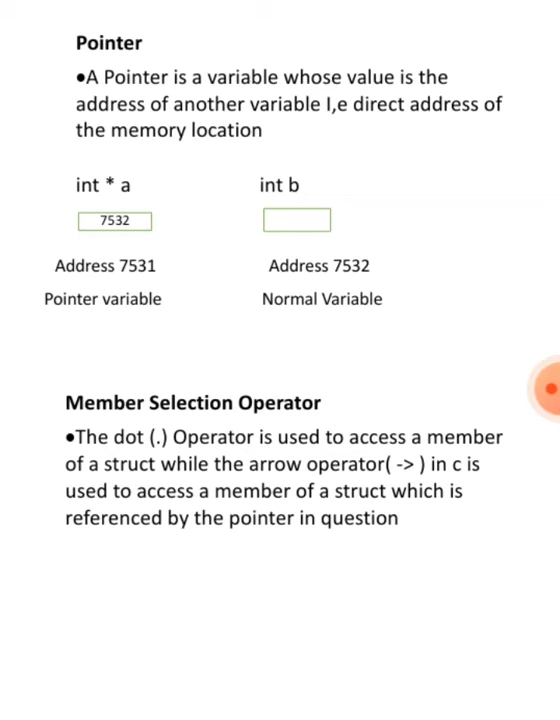 Pointer
●A Pointer is a variable whose value is the
address of another variable I,e direct address of
the memory location
int * a int b
7532
Address 7531 Address 7532
Pointer variable Normal Variable
Member Selection Operator
●The dot (.) Operator is used to access a member
of a struct while the arrow operator( -> ) in c is
used to access a member of a struct which is
referenced by the pointer in question